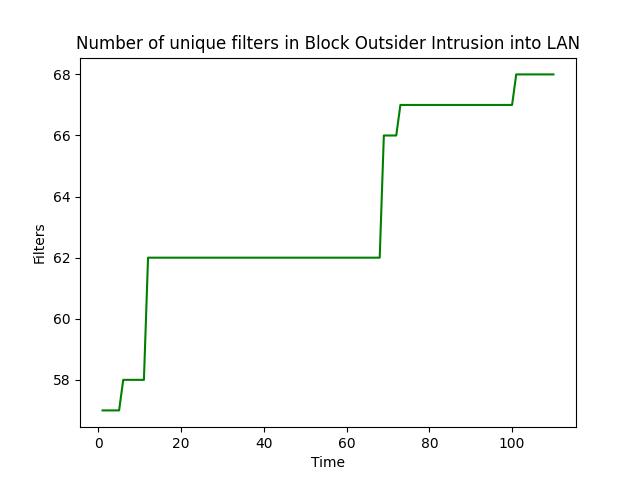 Number of unique filters in Block Outsider Intrusion into LAN
68
66
64
62
60
58
Filters
0 20 40 60 80 100
Time